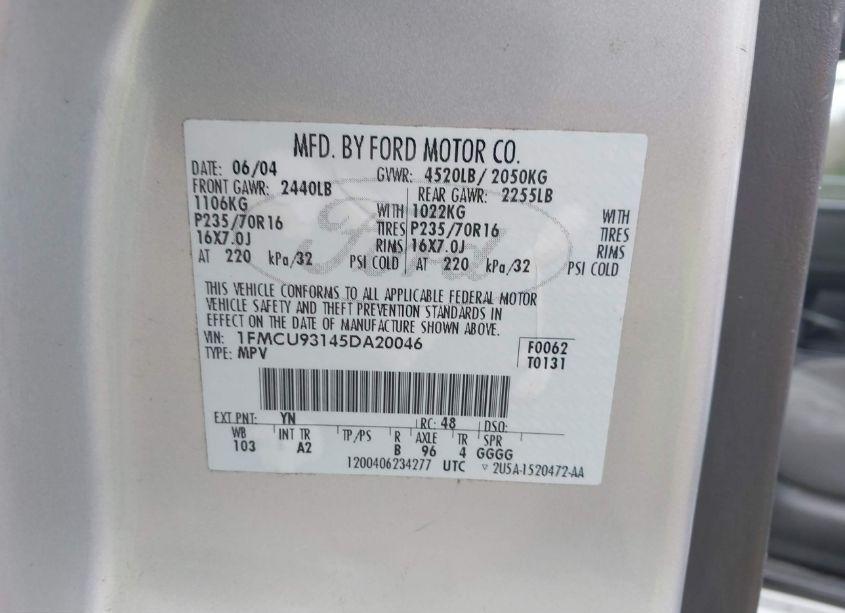 MFD. BY FORD MOTOR CO.
DATE: 06/04 GVWR: 4520LB/ 2050KG
FRONT GAWR: 2440LB REAR GAWR: 2255LB
1106KG WITH 1022KG WITH
P235/70R16 TIRES P235/70R16 TIRES
16X7.0J RIMS 16X7.0J RIMS
AT 220 kPa/32 PSI COLD AT 220 kPa/32 PSI COLD
Ford
THIS VEHICLE CONFORMS TO ALL APPLICABLE FEDERAL MOTOR
VEHICLE SAFETY AND THEFT PREVENTION STANDARDS IN
EFFECT ON THE DATE OF MANUFACTURE SHOWN ABOVE.
VIN: 1FMCU93145DA20046 F0062
TYPE: MPV T0131
EXT PNT: YN RC: 48 DSO:
WB INT TR TP/PS R AXLE TR SPR
103 A2 B 96 4 GGGG
1200406234277 UTC ▽ 2U5A-1520472-AA